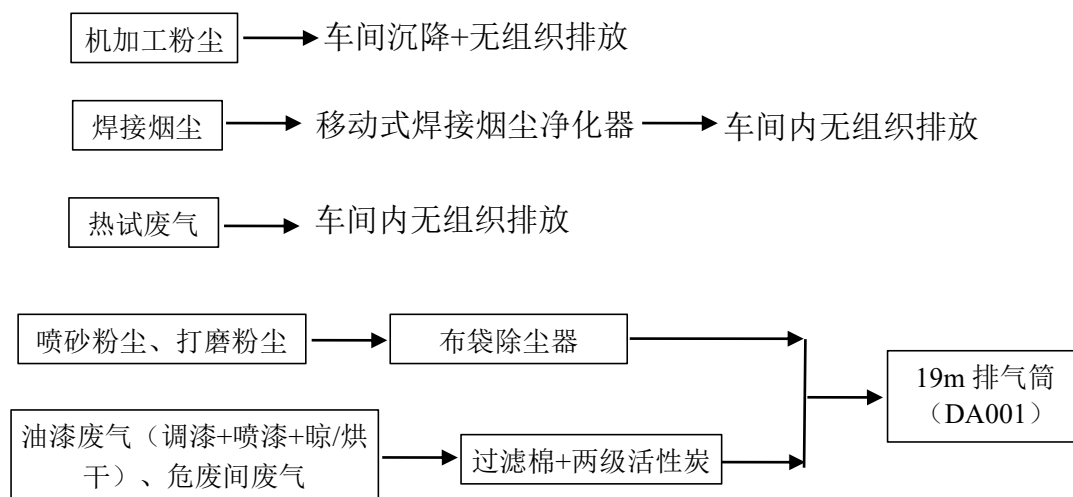 机加工粉尘
车间沉降+无组织排放
焊接烟尘
移动式焊接烟尘净化器
车间内无组织排放
热试废气
车间内无组织排放
喷砂粉尘、打磨粉尘
布袋除尘器
19m 排气筒
（DA001）
油漆废气（调漆+喷漆+晾/烘
干）、危废间废气
过滤棉+两级活性炭